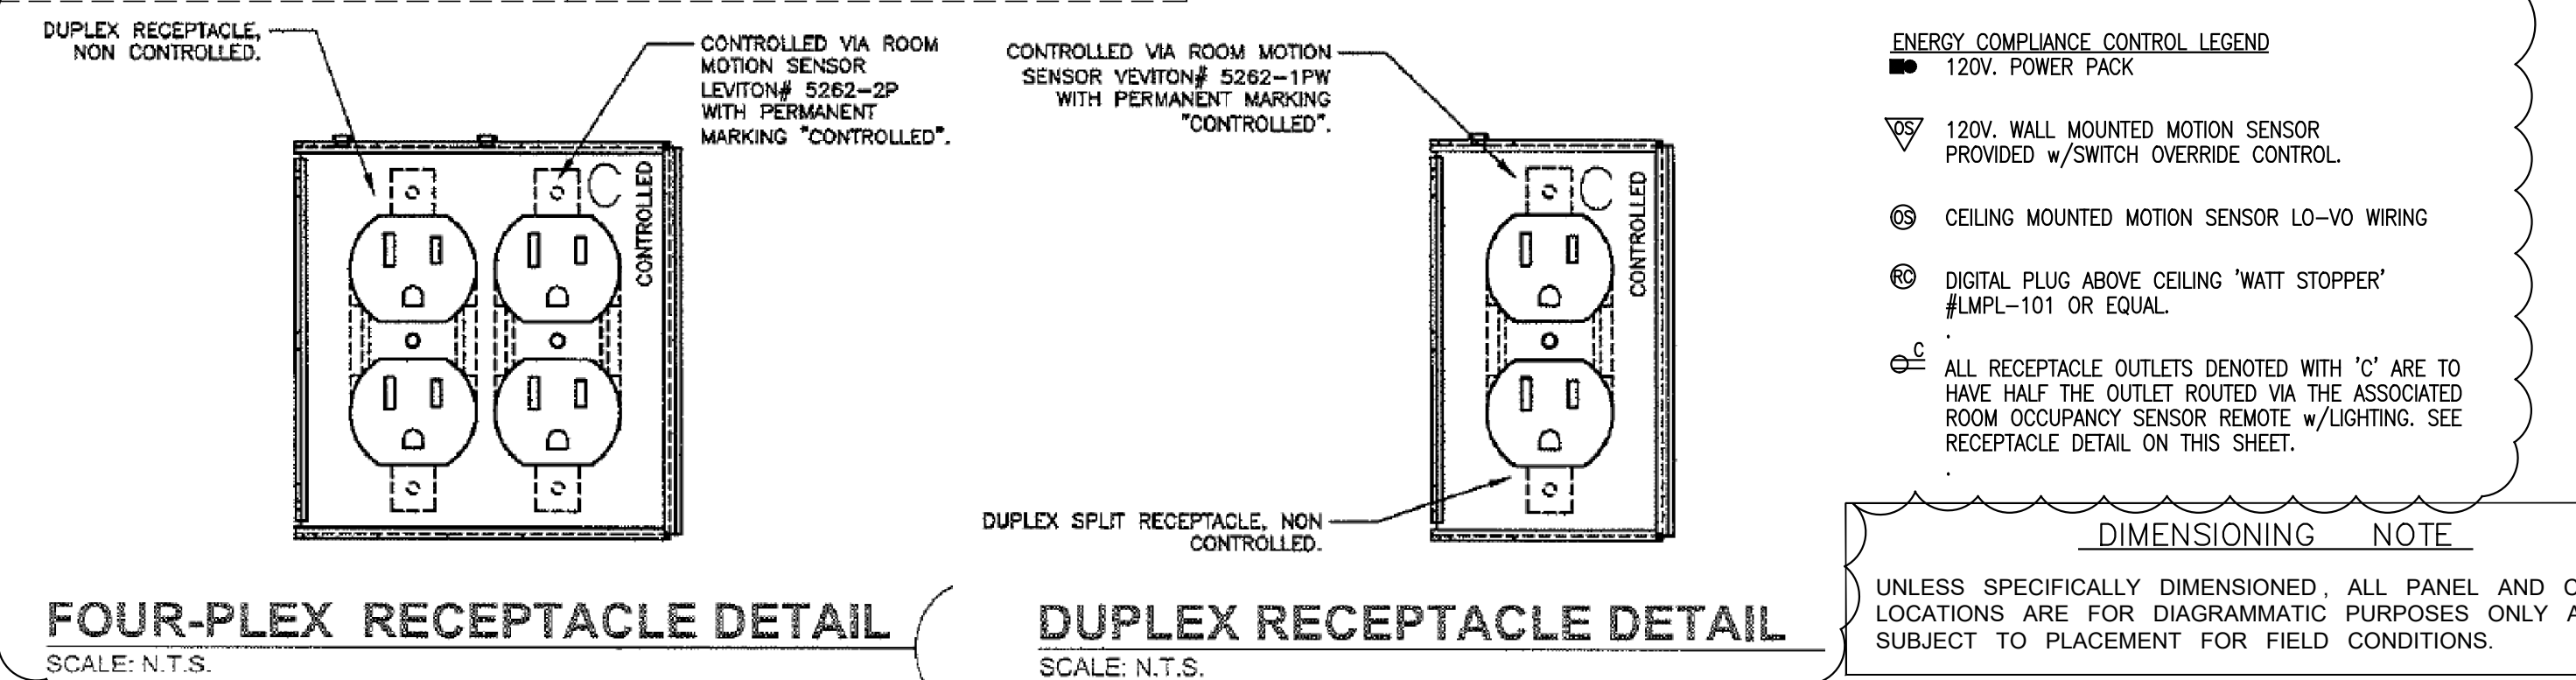 DUPLEX RECEPTACLE,
NON CONTROLLED.
CONTROLLED VIA ROOM
MOTION SENSOR
LEVITON# 5262-2P
WITH PERMANENT
MARKING "CONTROLLED".
C
CONTROLLED
FOUR-PLEX RECEPTACLE DETAIL
SCALE: N.T.S.
CONTROLLED VIA ROOM MOTION
SENSOR VEVITON# 5262-1PW
WITH PERMANENT MARKING
"CONTROLLED".
C
CONTROLLED
DUPLEX SPLIT RECEPTACLE, NON
CONTROLLED.
DUPLEX RECEPTACLE DETAIL
SCALE: N.T.S.
ENERGY COMPLIANCE CONTROL LEGEND
120V. POWER PACK
OS 120V. WALL MOUNTED MOTION SENSOR
PROVIDED w/SWITCH OVERRIDE CONTROL.
OS CEILING MOUNTED MOTION SENSOR LO-VO WIRING
RC DIGITAL PLUG ABOVE CEILING 'WATT STOPPER'
#LMPL-101 OR EQUAL.
.
C ALL RECEPTACLE OUTLETS DENOTED WITH 'C' ARE TO
HAVE HALF THE OUTLET ROUTED VIA THE ASSOCIATED
ROOM OCCUPANCY SENSOR REMOTE w/LIGHTING. SEE
RECEPTACLE DETAIL ON THIS SHEET.
.
DIMENSIONING NOTE
UNLESS SPECIFICALLY DIMENSIONED, ALL PANEL AND
LOCATIONS ARE FOR DIAGRAMMATIC PURPOSES ONLY
SUBJECT TO PLACEMENT FOR FIELD CONDITIONS.